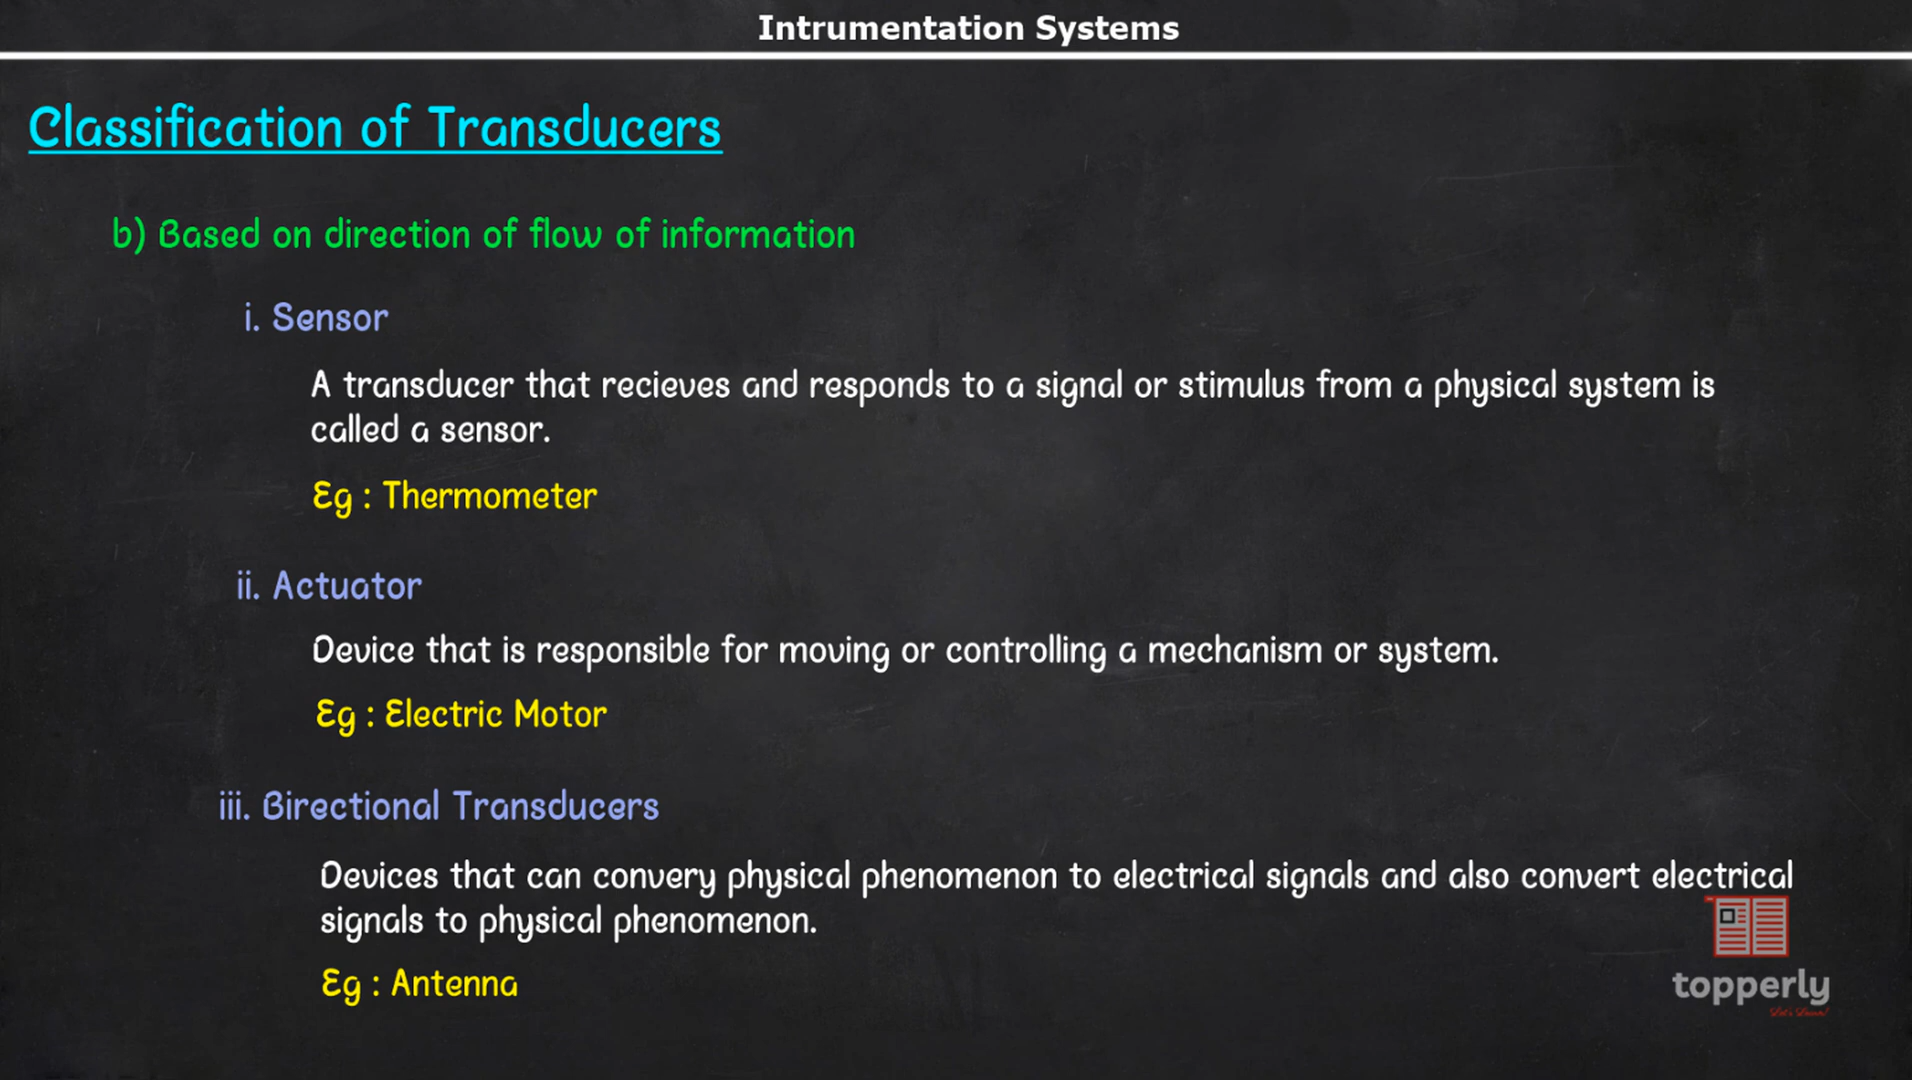 Intrumentation Systems
Classification of Transducers
b) Based on direction of flow of information
i. Sensor
A transducer that recieves and responds to a signal or stimulus from a physical system is
called a sensor.
Eg : Thermometer
ii. Actuator
Device that is responsible for moving or controlling a mechanism or system.
Eg : Electric Motor
iii. Birectional Transducers
Devices that can convery physical phenomenon to electrical signals and also convert electrical
signals to physical phenomenon.
Eg : Antenna
topperly
Let's Learn!